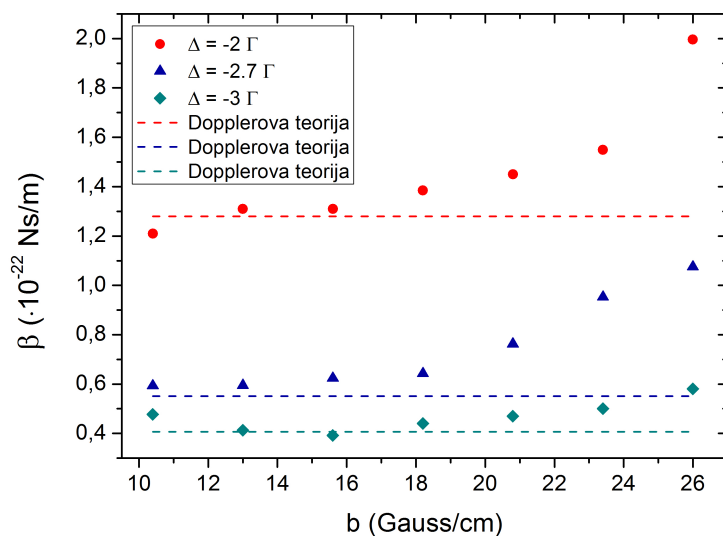 2,0
1,8
1,6
1,4
1,2
1,0
0,8
0,6
0,4
β (·10⁻²² Ns/m)
Δ = -2 Γ
Δ = -2.7 Γ
Δ = -3 Γ
Dopplerova teorija
Dopplerova teorija
Dopplerova teorija
10 12 14 16 18 20 22 24 26
b (Gauss/cm)